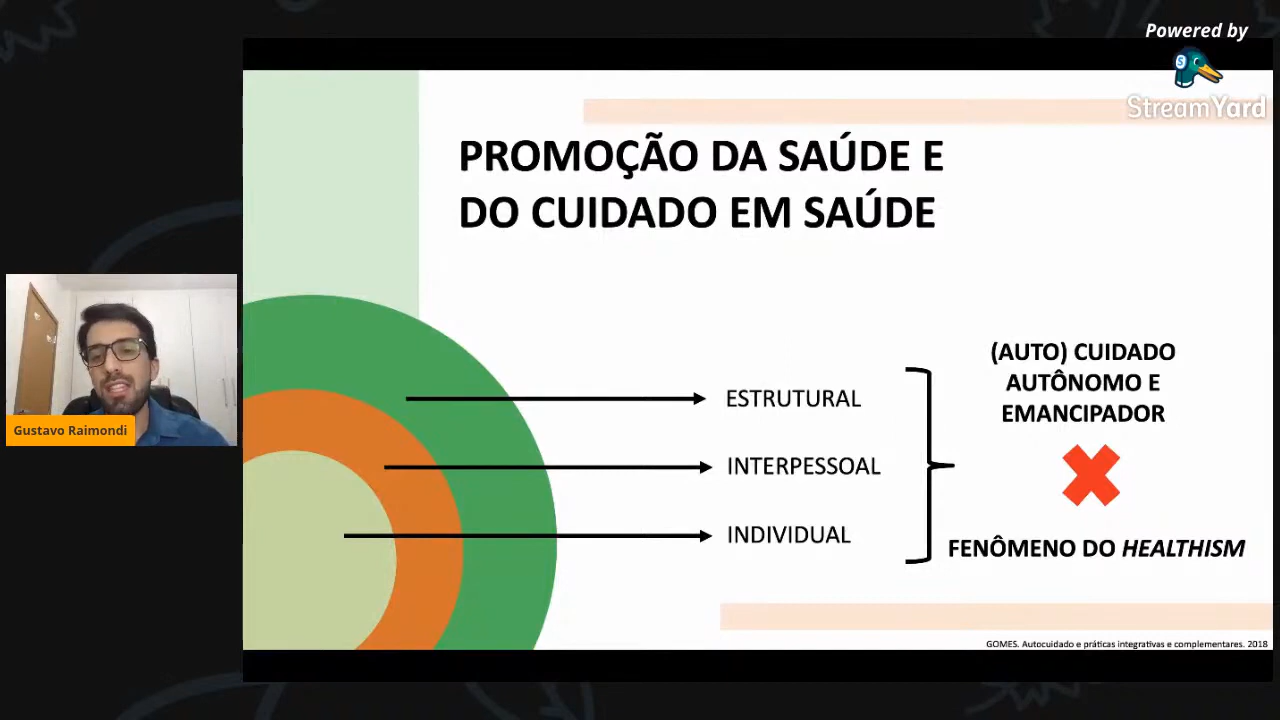 Powered by
StreamYard
PROMOÇÃO DA SAÚDE E
DO CUIDADO EM SAÚDE
ESTRUTURAL
INTERPESSOAL
INDIVIDUAL
(AUTO) CUIDADO
AUTÔNOMO E
EMANCIPADOR
FENÔMENO DO HEALTHISM
GOMES. Autocuidado e práticas integrativas e complementares. 2018
Gustavo Raimondi